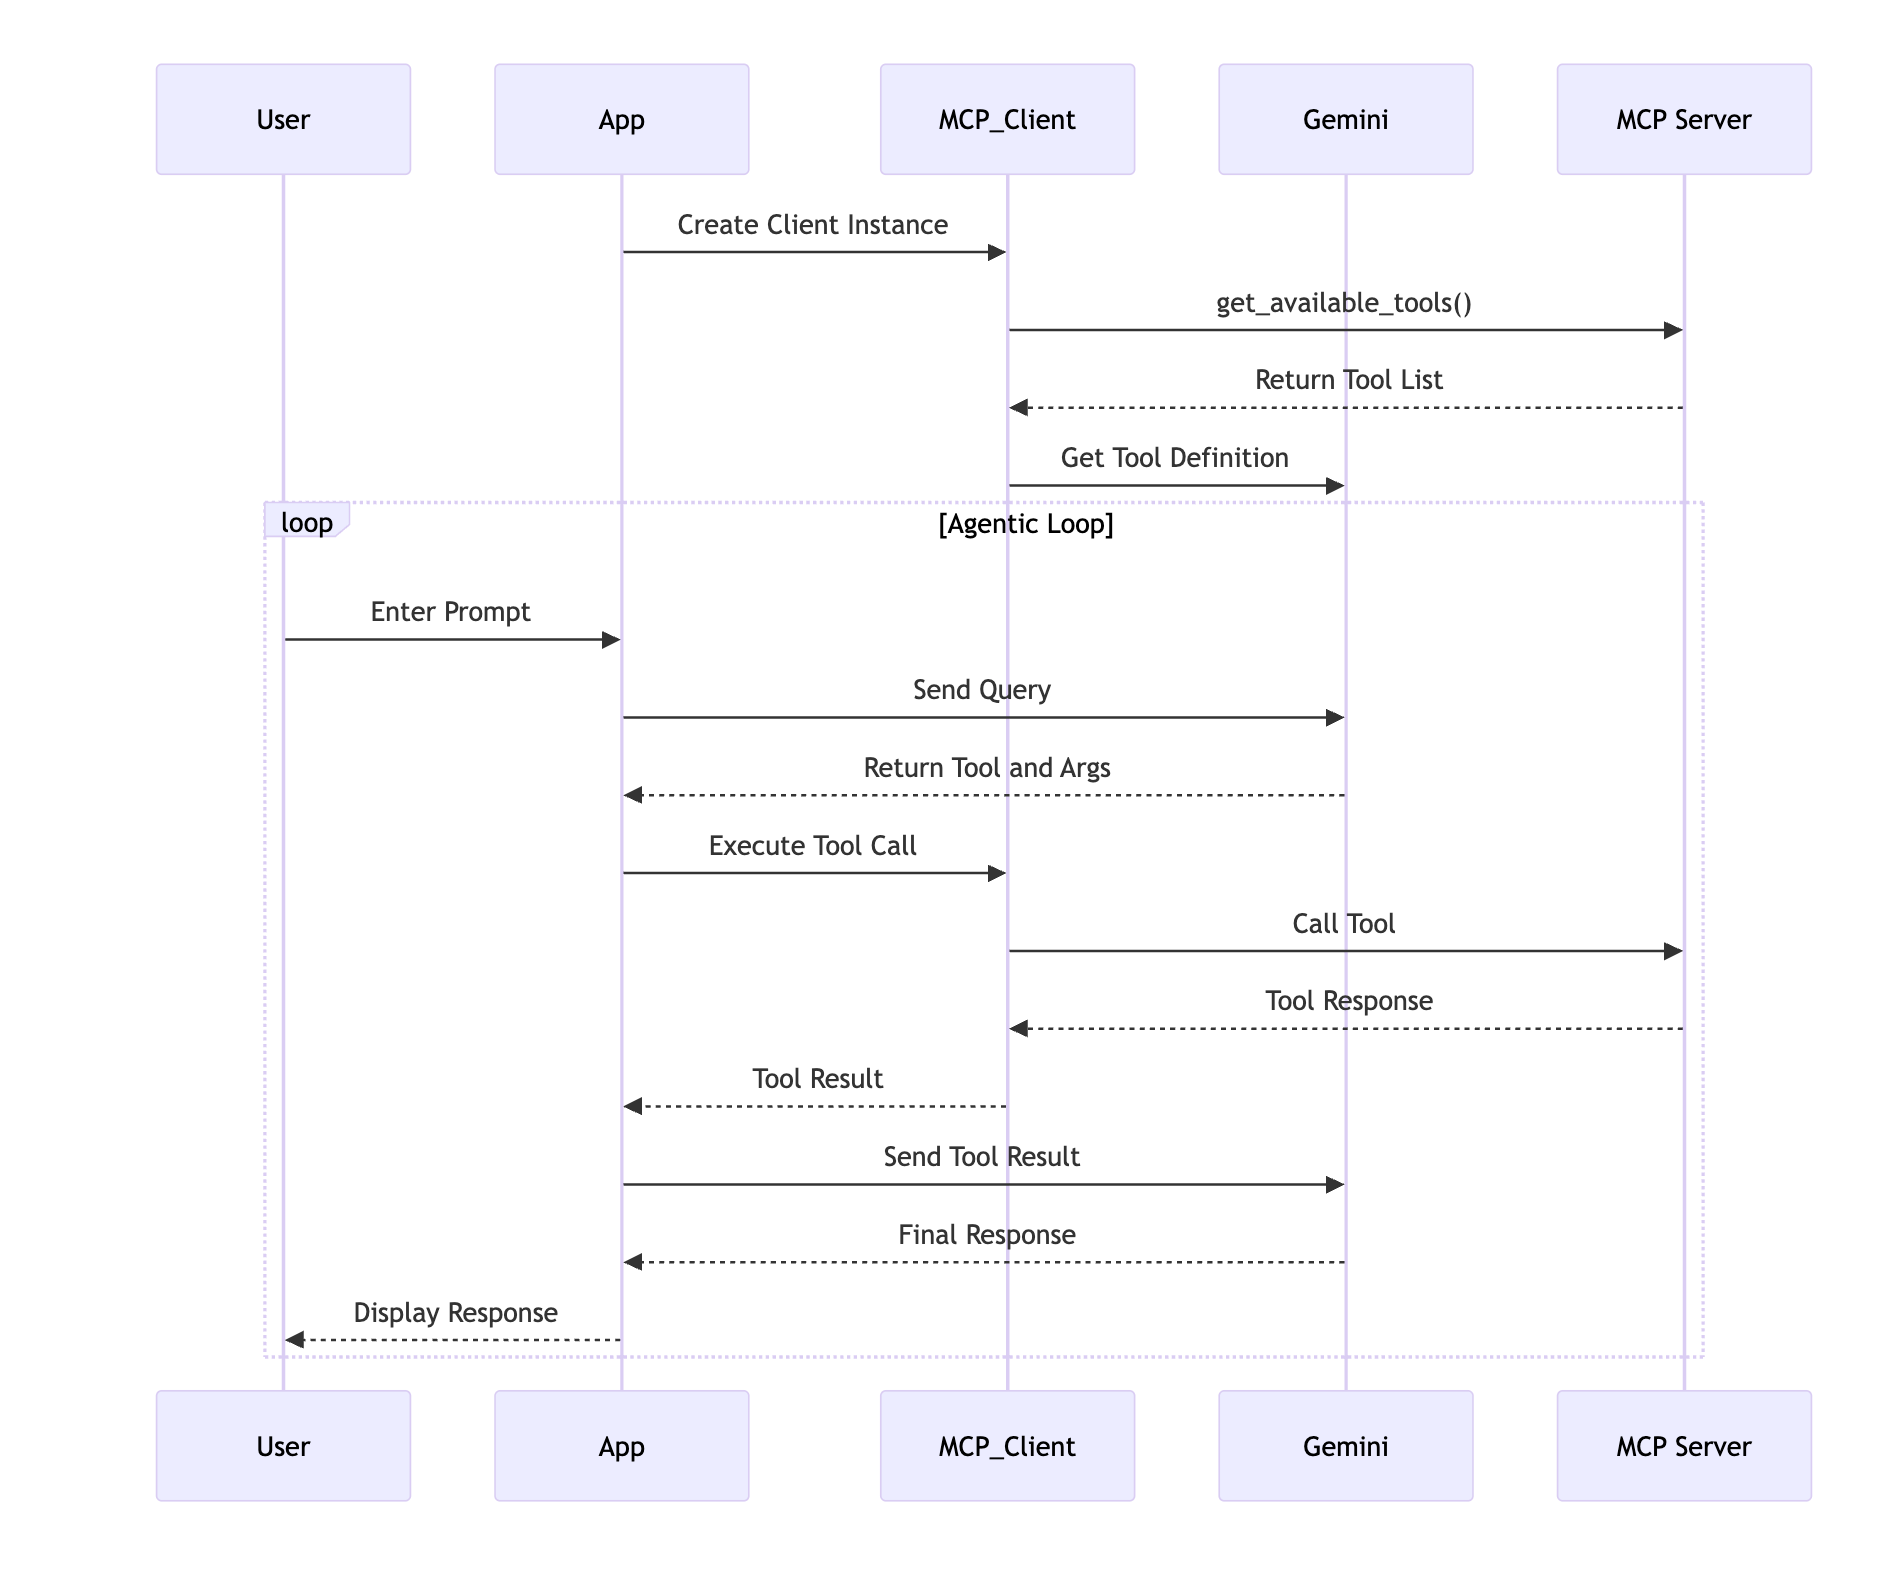 User
App
MCP_Client
Gemini
MCP Server
Create Client Instance
get_available_tools()
Return Tool List
Get Tool Definition
loop
[Agentic Loop]
Enter Prompt
Send Query
Return Tool and Args
Execute Tool Call
Call Tool
Tool Response
Tool Result
Send Tool Result
Final Response
Display Response
User
App
MCP_Client
Gemini
MCP Server